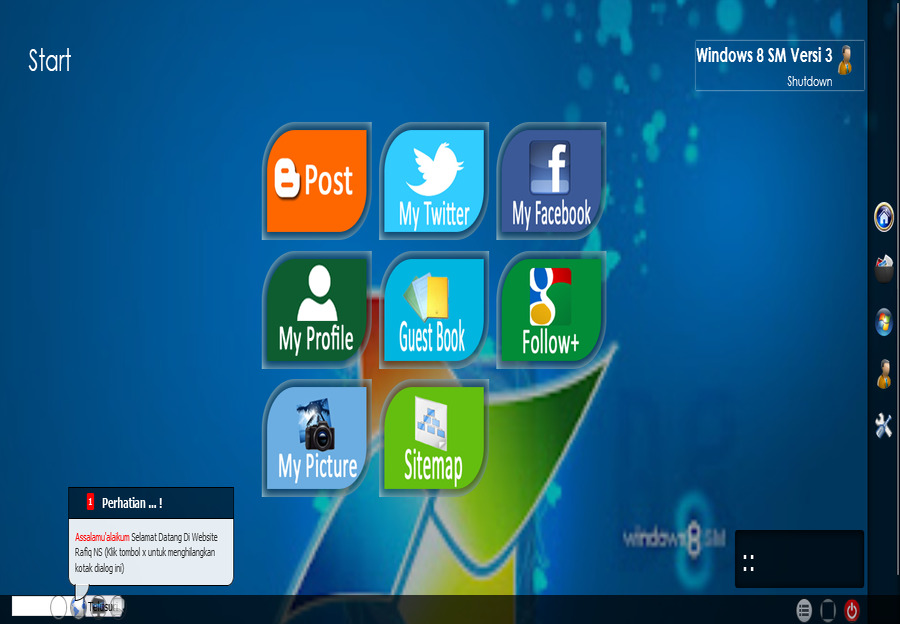 Start
Windows 8 SM Versi 3
Shutdown
Post
My Twitter
My Facebook
My Profile
Guest Book
Follow+
My Picture
Sitemap
1 Perhatian ... !
Assalamu'alaikum Selamat Datang Di Website
Rafiq NS (Klik tombol x untuk menghilangkan
kotak dialog ini)
windows 8 SM
::